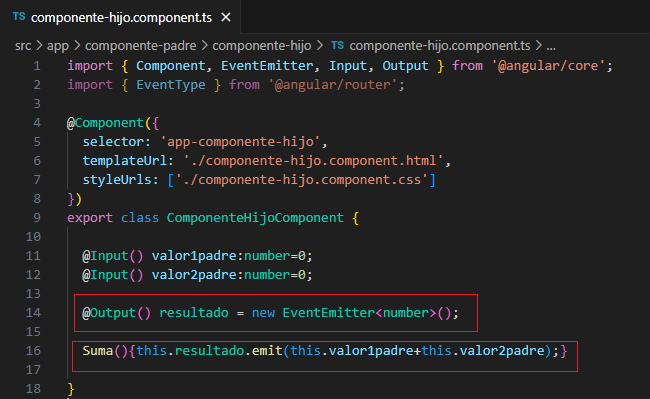 TS componente-hijo.component.ts ×
src > app > componente-padre > componente-hijo > TS componente-hijo.component.ts > ...
1 import { Component, EventEmitter, Input, Output } from '@angular/core';
2 import { EventType } from '@angular/router';
3
4 @Component({
5 selector: 'app-componente-hijo',
6 templateUrl: './componente-hijo.component.html',
7 styleUrls: ['./componente-hijo.component.css']
8 })
9 export class ComponenteHijoComponent {
10
11 @Input() valor1padre:number=0;
12 @Input() valor2padre:number=0;
13
14 @Output() resultado = new EventEmitter<number>();
15
16 Suma(){this.resultado.emit(this.valor1padre+this.valor2padre);}
17
18 }